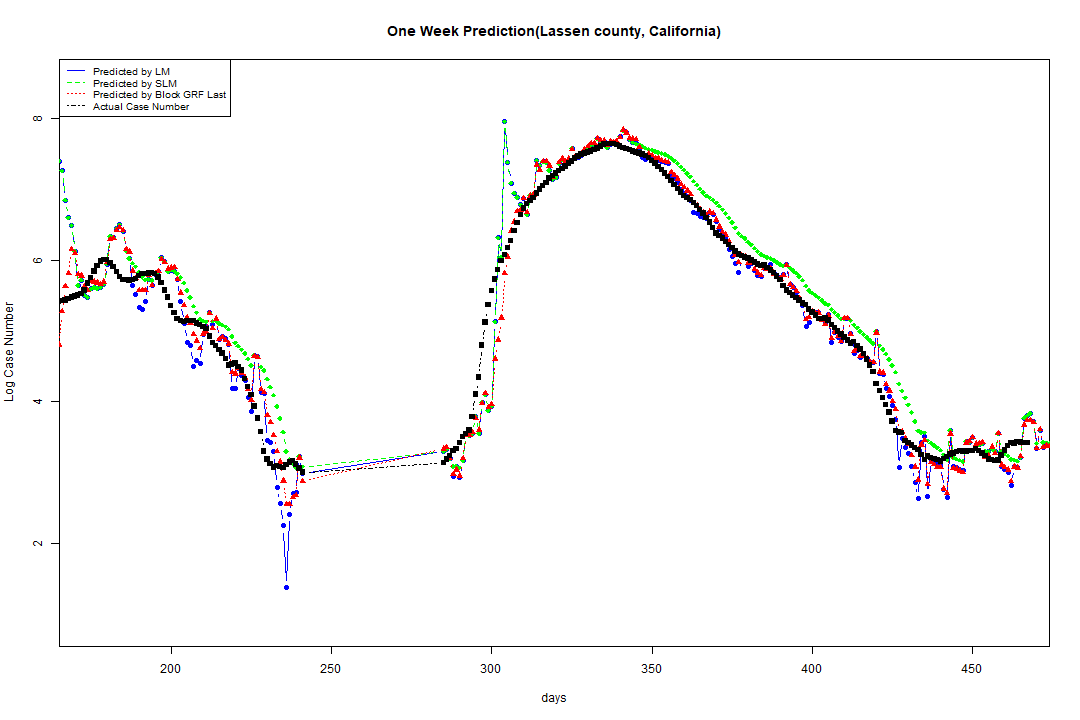 One Week Prediction(Lassen county, California)
Predicted by LM
Predicted by SLM
Predicted by Block GRF Last
Actual Case Number
Log Case Number
8
6
4
2
200 250 300 350 400 450
days